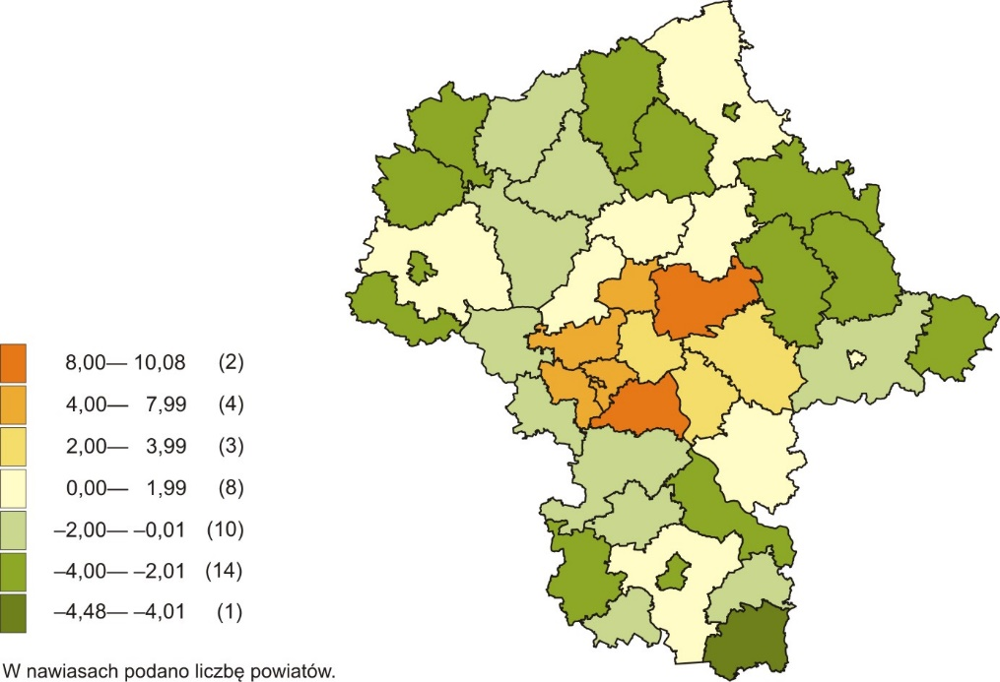 8,00— 10,08 (2)
4,00— 7,99 (4)
2,00— 3,99 (3)
0,00— 1,99 (8)
–2,00— –0,01 (10)
–4,00— –2,01 (14)
–4,48— –4,01 (1)
W nawiasach podano liczbę powiatów.